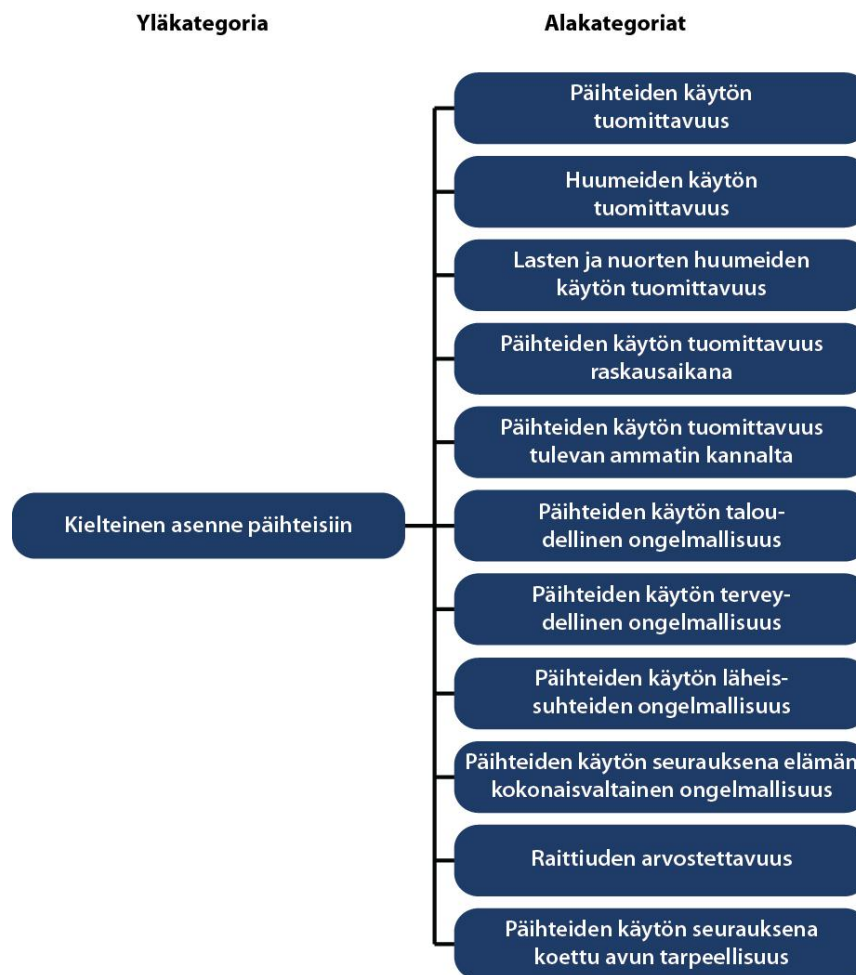 Yläkategoria
Alakategoriat
Päihteiden käytön
tuomittavuus
Huumeiden käytön
tuomittavuus
Lasten ja nuorten huumeiden
käytön tuomittavuus
Päihteiden käytön tuomittavuus
raskausaikana
Päihteiden käytön tuomittavuus
tulevan ammatin kannalta
Kielteinen asenne päihteisiin
Päihteiden käytön talou-
dellinen ongelmallisuus
Päihteiden käytön tervey-
dellinen ongelmallisuus
Päihteiden käytön läheis-
suhteiden ongelmallisuus
Päihteiden käytön seurauksena elämän
kokonaisvaltainen ongelmallisuus
Raittiuden arvostettavuus
Päihteiden käytön seurauksena
koettu avun tarpeellisuus